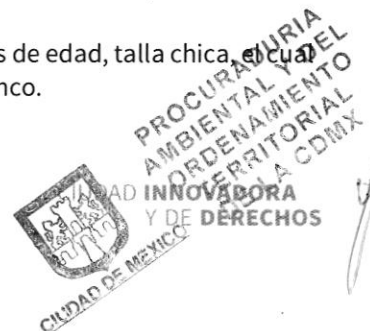 s de edad, talla chica, el cual
nco.
PROCURADURIA
AMBIENTAL Y DEL
ORDENAMIENTO
TERRITORIAL
DE LA CDMX
CIUDAD INNOVADORA
Y DE DERECHOS
CIUDAD DE MEXICO